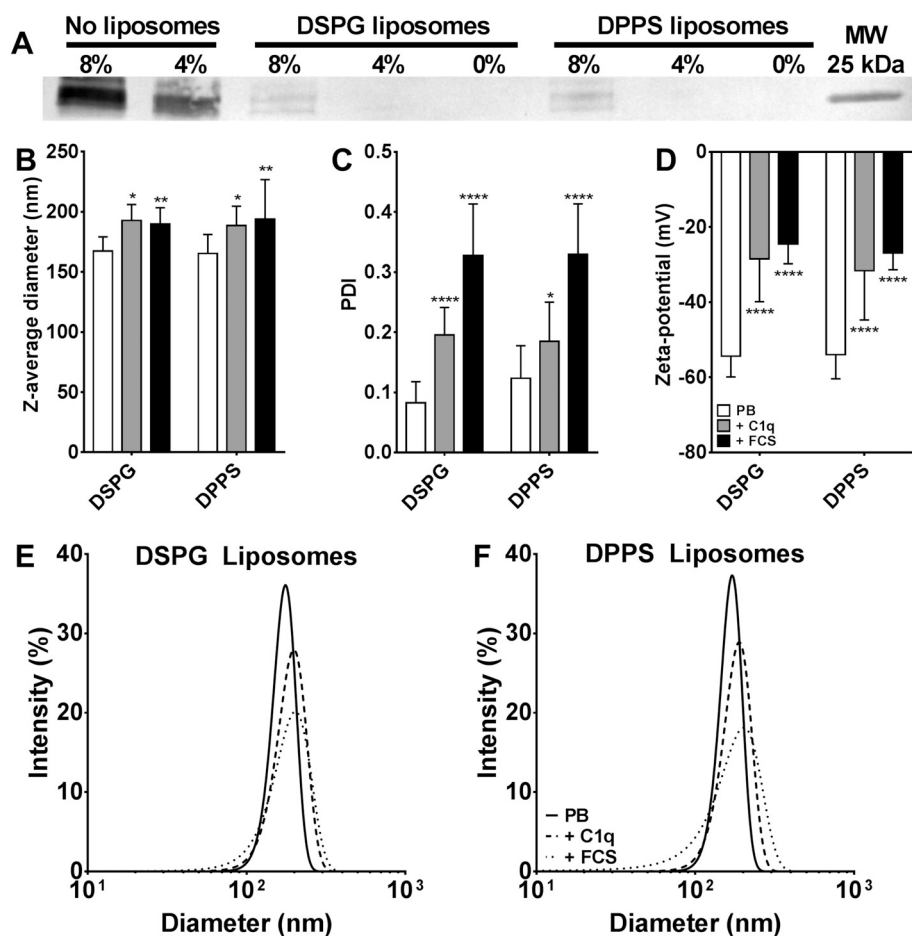 A
No liposomes
DSPG liposomes
DPPS liposomes
MW
8%
4%
8%
4%
0%
8%
4%
0%
25 kDa
B
Z-average diameter (nm)
250
200
150
100
50
0
*
**
*
**
DSPG
DPPS
C
PDI
0.5
0.4
0.3
0.2
0.1
0.0
****
****
*
****
DSPG
DPPS
D
Zeta-potential (mV)
0
-20
-40
-60
-80
****
****
****
****
PB
+ C1q
+ FCS
DSPG
DPPS
E
DSPG Liposomes
Intensity (%)
40
30
20
10
0
10¹
10²
10³
Diameter (nm)
F
DPPS Liposomes
Intensity (%)
40
30
20
10
0
PB
+ C1q
+ FCS
10¹
10²
10³
Diameter (nm)